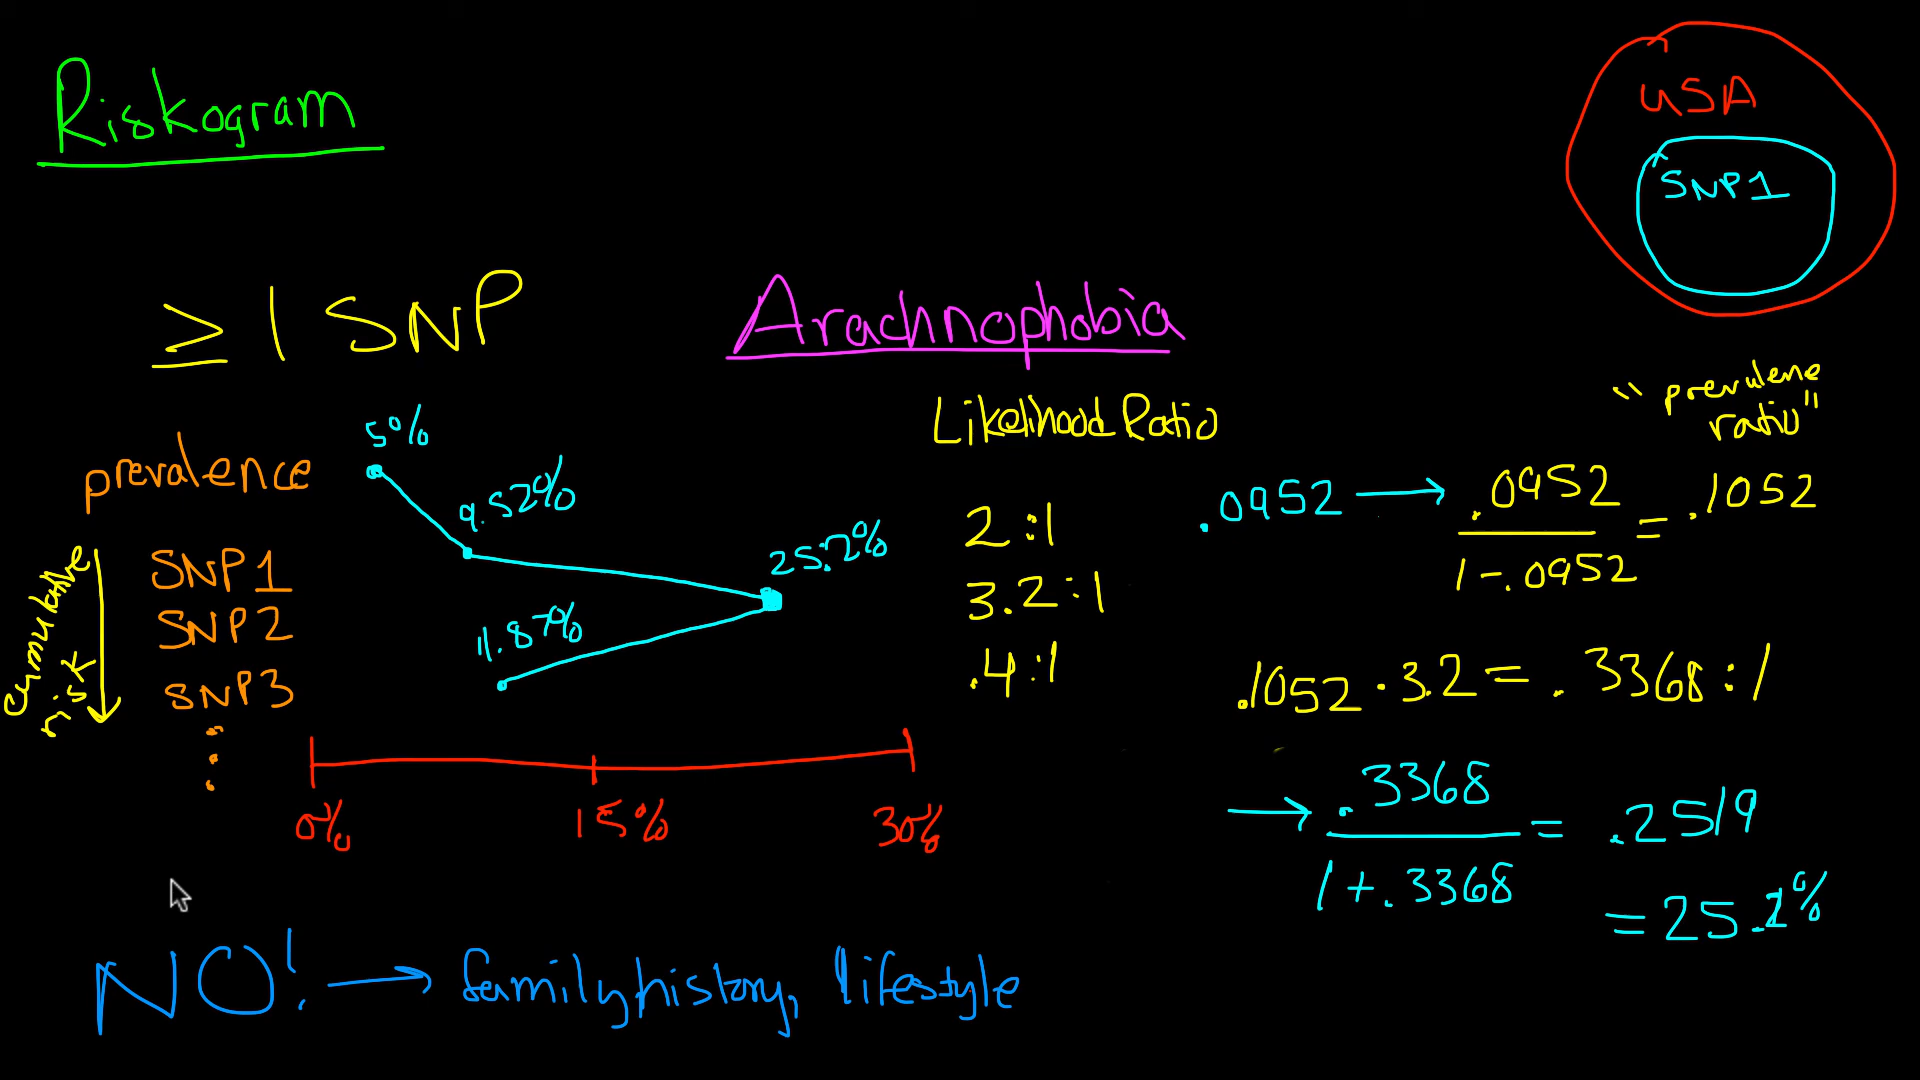 Riskogram
USA
SNP1
≥ 1 SNP
Arachnophobia
"prevalene
ratio"
Likelihood Ratio
5%
prevalence
9.52%
25.2%
11.87%
SNP1
SNP2
SNP3
cumulative
risk
2:1
3.2:1
.4:1
.0952 → .0952 / 1-.0952 = .1052
.1052 · 3.2 = .3368:1
→ .3368 / 1+.3368 = .2519
= 25.2%
0% 15% 30%
NO! → family history, lifestyle